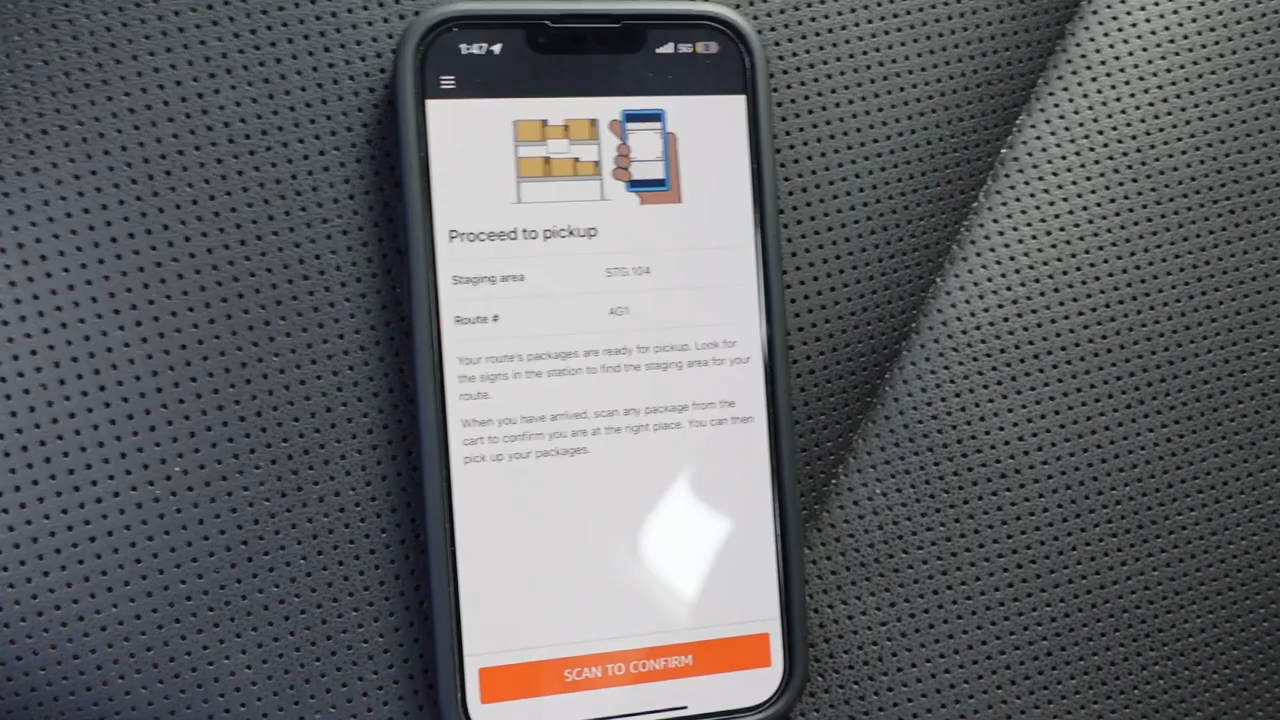 1:47
5G
Proceed to pickup
Staging area STG.104
Route # AG1
Your route's packages are ready for pickup. Look for
the signs in the station to find the staging area for your
route.
When you have arrived, scan any package from the
cart to confirm you are at the right place. You can then
pick up your packages.
SCAN TO CONFIRM